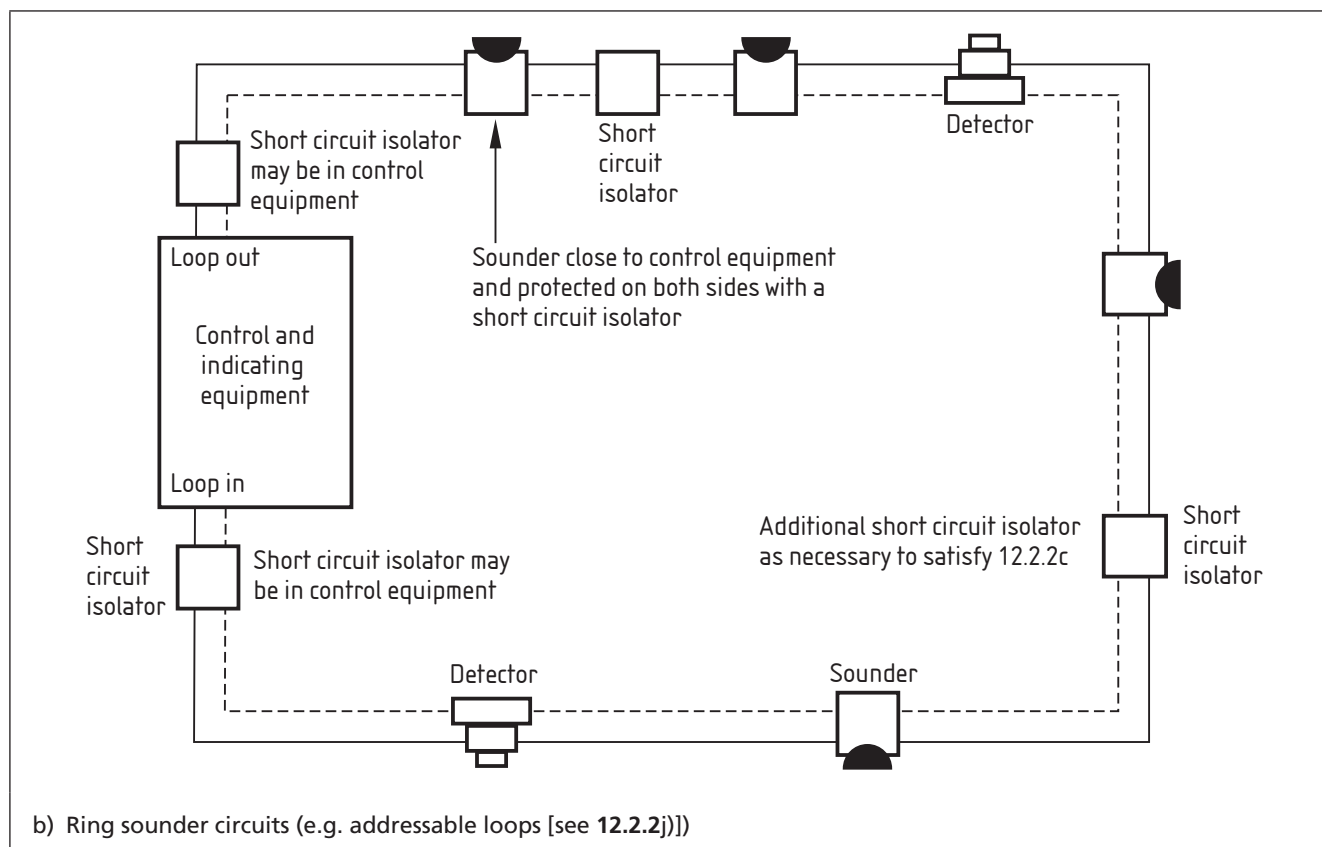 Short circuit isolator
may be in control
equipment
Short
circuit
isolator
Detector
Loop out
Control and
indicating
equipment
Loop in
Sounder close to control equipment
and protected on both sides with a
short circuit isolator
Short
circuit
isolator
Short circuit isolator may
be in control equipment
Additional short circuit isolator
as necessary to satisfy 12.2.2c
Short
circuit
isolator
Detector
Sounder
b) Ring sounder circuits (e.g. addressable loops [see 12.2.2j)])